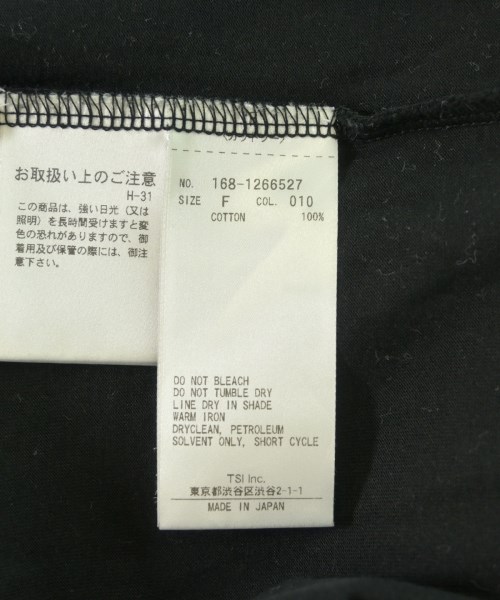 お取扱い上のご注意
H-31
この商品は、強い日光(又は
照明)を長時間受けますと変
色の恐れがありますので、御
着用及び保管の際には、御注
意下さい。
NO. 168-1266527
SIZE F COL. 010
COTTON 100%
DO NOT BLEACH
DO NOT TUMBLE DRY
LINE DRY IN SHADE
WARM IRON
DRYCLEAN, PETROLEUM
SOLVENT ONLY, SHORT CYCLE
TSI inc.
東京都渋谷区渋谷2-1-1
MADE IN JAPAN